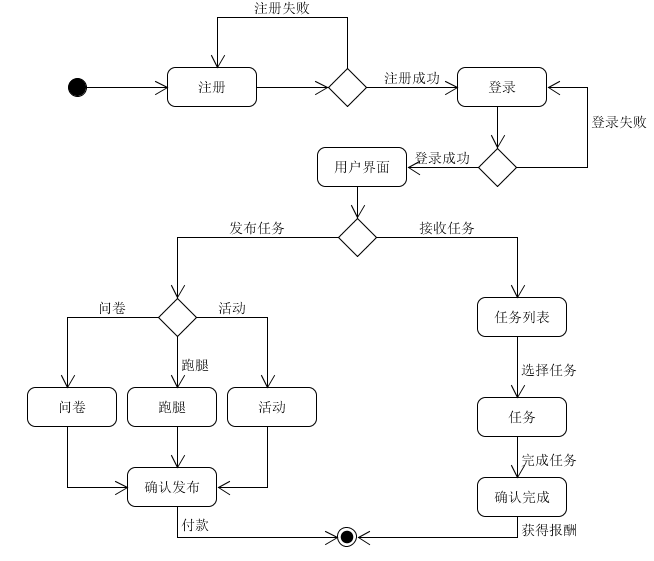 注册失败
注册
注册成功
登录
登录失败
用户界面
登录成功
发布任务
接收任务
问卷
活动
任务列表
跑腿
选择任务
问卷
跑腿
活动
任务
完成任务
确认发布
确认完成
付款
获得报酬